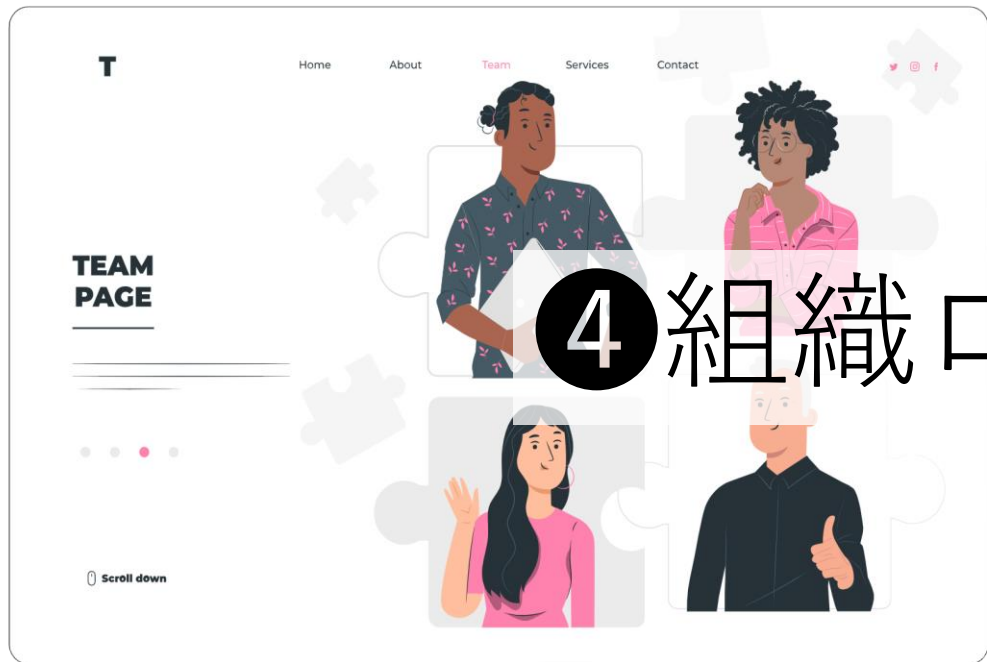 T
Home About Team Services Contact
TEAM
PAGE
❹組織
Scroll down